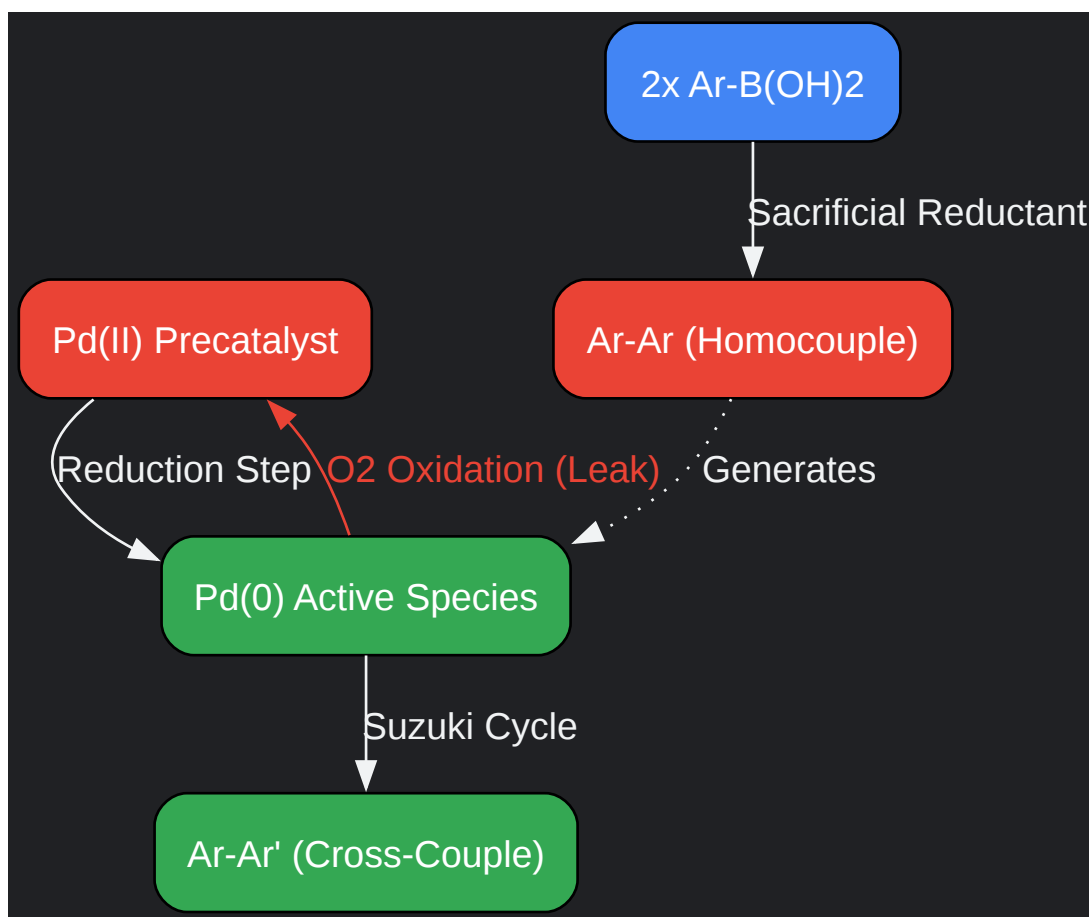 2x Ar-B(OH)2
Sacrificial Reductant
Pd(II) Precatalyst
Ar-Ar (Homocouple)
Reduction Step
O2 Oxidation (Leak)
Generates
Pd(0) Active Species
Suzuki Cycle
Ar-Ar' (Cross-Couple)